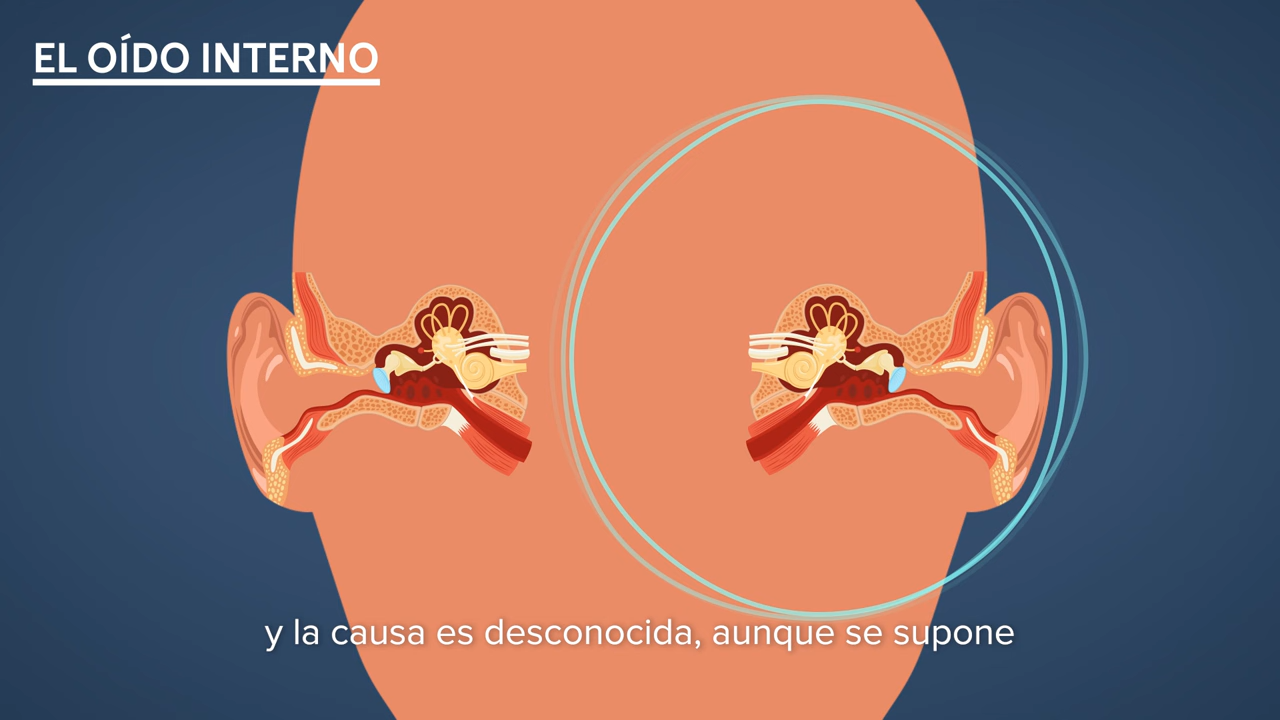 EL OÍDO INTERNO
y la causa es desconocida, aunque se supone